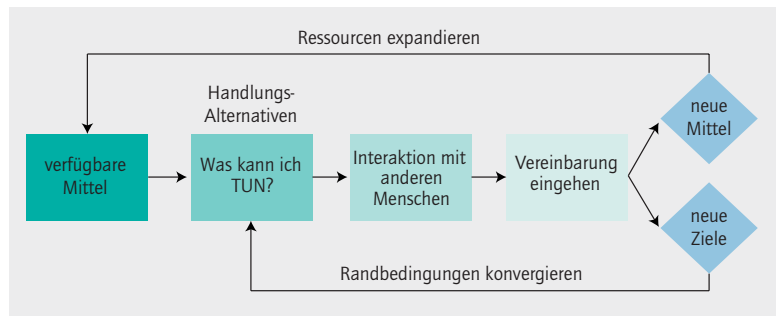 Ressourcen expandieren
Handlungs-
Alternativen
verfügbare
Mittel
Was kann ich
TUN?
Interaktion mit
anderen
Menschen
Vereinbarung
eingehen
neue
Mittel
neue
Ziele
Randbedingungen konvergieren